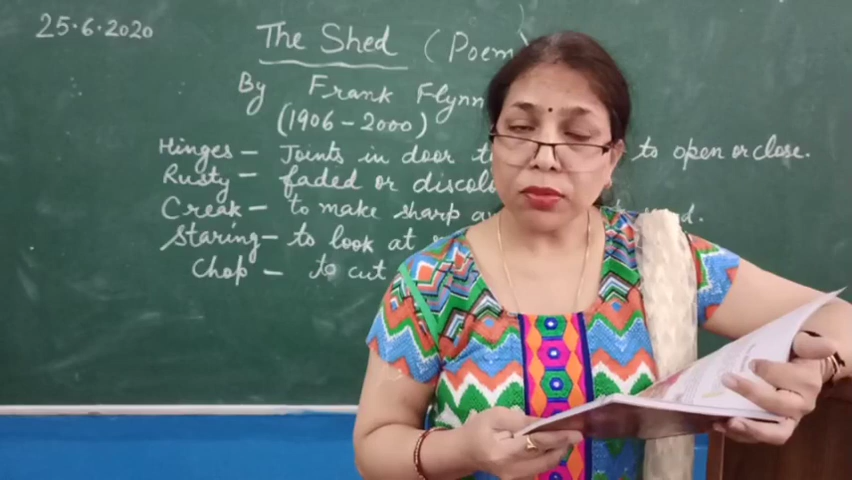 25.6.2020
The Shed (Poem)
By Frank Flynn
(1906-2000)
Hinges - Joints in door to open or close.
Rusty - faded or
Creak - to make sharp
Staring - to look at
Chop - to cut